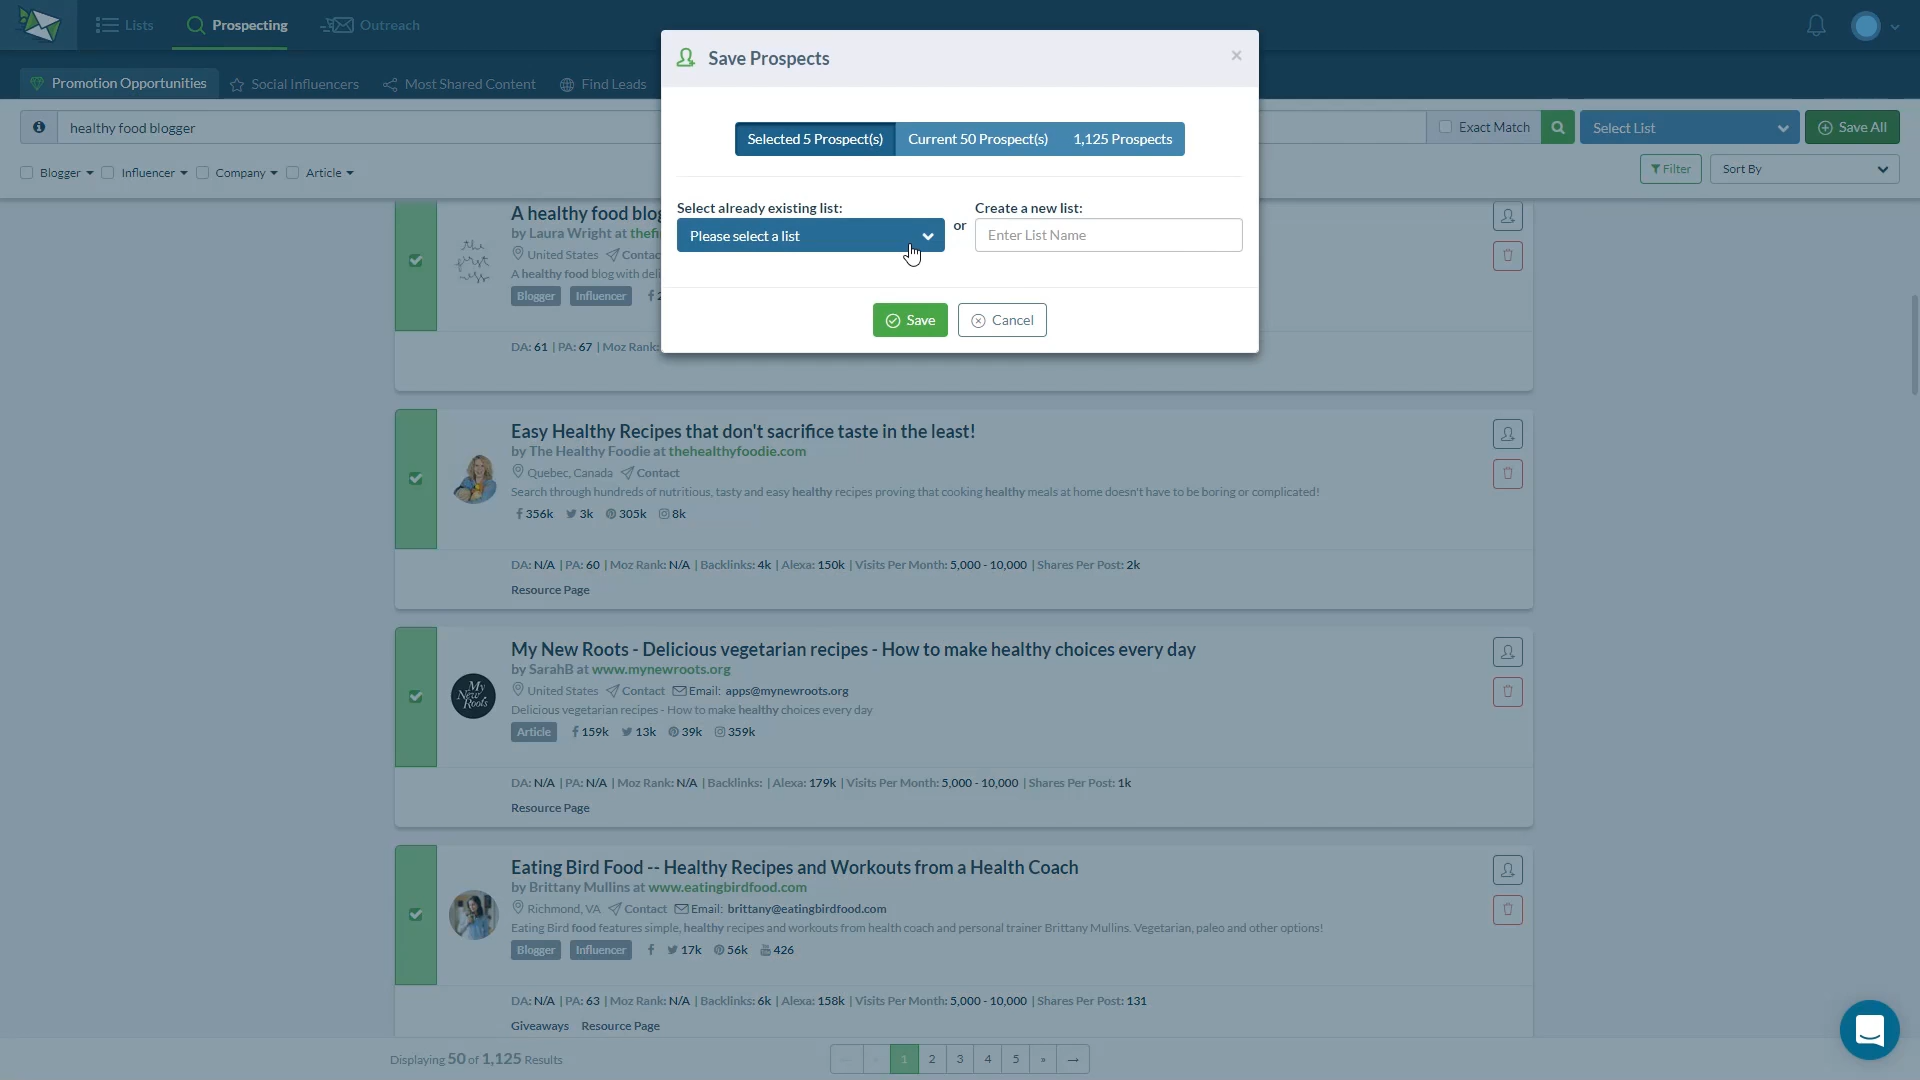 Lists
Prospecting
Outreach
Promotion Opportunities
Social Influencers
Most Shared Content
Find Leads
Save Prospects
×
Selected 5 Prospect(s)
Current 50 Prospect(s)
1,125 Prospects
Select already existing list:
Please select a list
or
Create a new list:
Enter List Name
Save
Cancel
healthy food blogger
Exact Match
Select List
Save All
Blogger
Influencer
Company
Article
Filter
Sort By
A healthy food
by Laura Wright at
United States
A healthy food blog with
Blogger Influencer
DA: 61 | PA: 67 | Moz Rank:
Easy Healthy Recipes that don't sacrifice taste in the least!
by The Healthy Foodie at thehealthyfoodie.com
Quebec, Canada Contact
Search through hundreds of nutritious, tasty and easy healthy recipes proving that cooking healthy meals at home doesn't have to be boring or complicated!
356k 3k 305k 8k
DA: N/A | PA: 60 | Moz Rank: N/A | Backlinks: 4k | Alexa: 150k | Visits Per Month: 5,000 - 10,000 | Shares Per Post: 2k
Resource Page
My New Roots
My New Roots - Delicious vegetarian recipes - How to make healthy choices every day
by SarahB at www.mynewroots.org
United States Contact Email: apps@mynewroots.org
Delicious vegetarian recipes - How to make healthy choices every day
Article 159k 13k 39k 359k
DA: N/A | PA: N/A | Moz Rank: N/A | Backlinks: | Alexa: 179k | Visits Per Month: 5,000 - 10,000 | Shares Per Post: 1k
Resource Page
Eating Bird Food -- Healthy Recipes and Workouts from a Health Coach
by Brittany Mullins at www.eatingbirdfood.com
Richmond, VA Contact Email: brittany@eatingbirdfood.com
Eating Bird food features simple, healthy recipes and workouts from health coach and personal trainer Brittany Mullins. Vegetarian, paleo and other options!
Blogger Influencer 17k 56k 426
DA: N/A | PA: 63 | Moz Rank: N/A | Backlinks: 6k | Alexa: 158k | Visits Per Month: 5,000 - 10,000 | Shares Per Post: 131
Giveaways Resource Page
Displaying 50 of 1,125 Results
1 2 3 4 5 » →